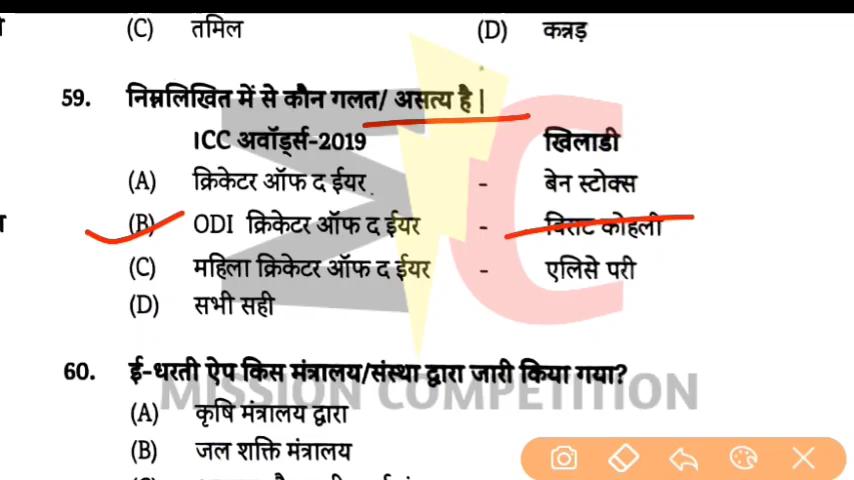 (C) तमिल (D) कन्नड़
59. निम्नलिखित में से कौन गलत/ असत्य है |
ICC अवॉर्ड्स-2019 खिलाडी
(A) क्रिकेटर ऑफ द ईयर - बेन स्टोक्स
(B) ODI क्रिकेटर ऑफ द ईयर - विराट कोहली
(C) महिला क्रिकेटर ऑफ द ईयर - एलिसे परी
(D) सभी सही
60. ई-धरती ऐप किस मंत्रालय/संस्था द्वारा जारी किया गया?
MISSION COMPETITION
(A) कृषि मंत्रालय द्वारा
(B) जल शक्ति मंत्रालय